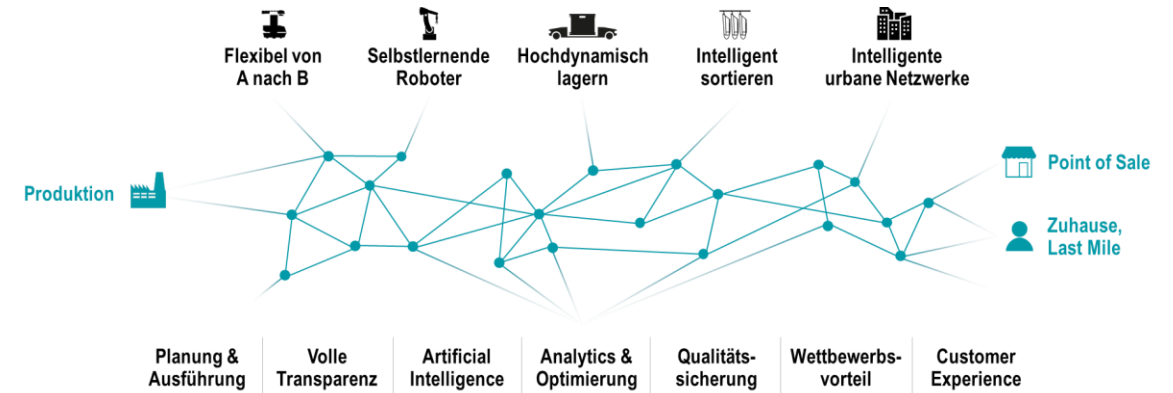 Flexibel von
A nach B
Selbstlernende
Roboter
Hochdynamisch
lagern
Intelligent
sortieren
Intelligente
urbane Netzwerke
Produktion
Point of Sale
Zuhause,
Last Mile
Planung &
Ausführung
Volle
Transparenz
Artificial
Intelligence
Analytics &
Optimierung
Qualitäts-
sicherung
Wettbewerbs-
vorteil
Customer
Experience